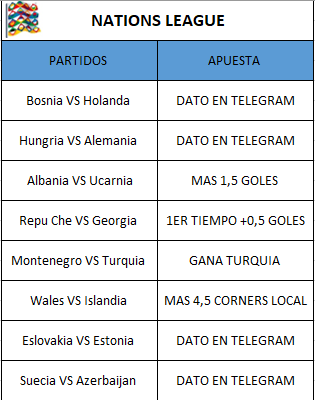 NATIONS LEAGUE
PARTIDOS APUESTA
Bosnia VS Holanda DATO EN TELEGRAM
Hungria VS Alemania DATO EN TELEGRAM
Albania VS Ucarnia MAS 1,5 GOLES
Repu Che VS Georgia 1ER TIEMPO +0,5 GOLES
Montenegro VS Turquia GANA TURQUIA
Wales VS Islandia MAS 4,5 CORNERS LOCAL
Eslovakia VS Estonia DATO EN TELEGRAM
Suecia VS Azerbaijan DATO EN TELEGRAM